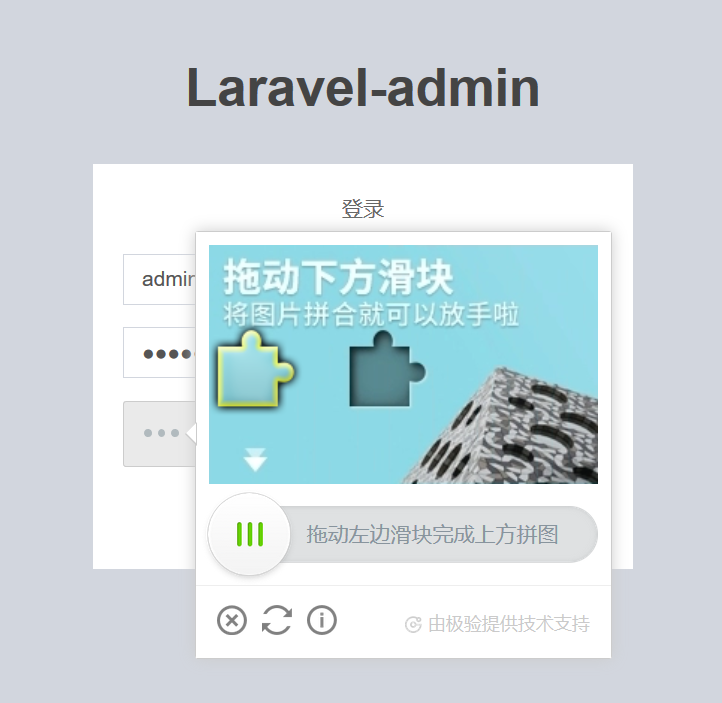 Laravel-admin
登录
admin
拖动下方滑块
将图片拼合就可以放手啦
拖动左边滑块完成上方拼图
由极验提供技术支持